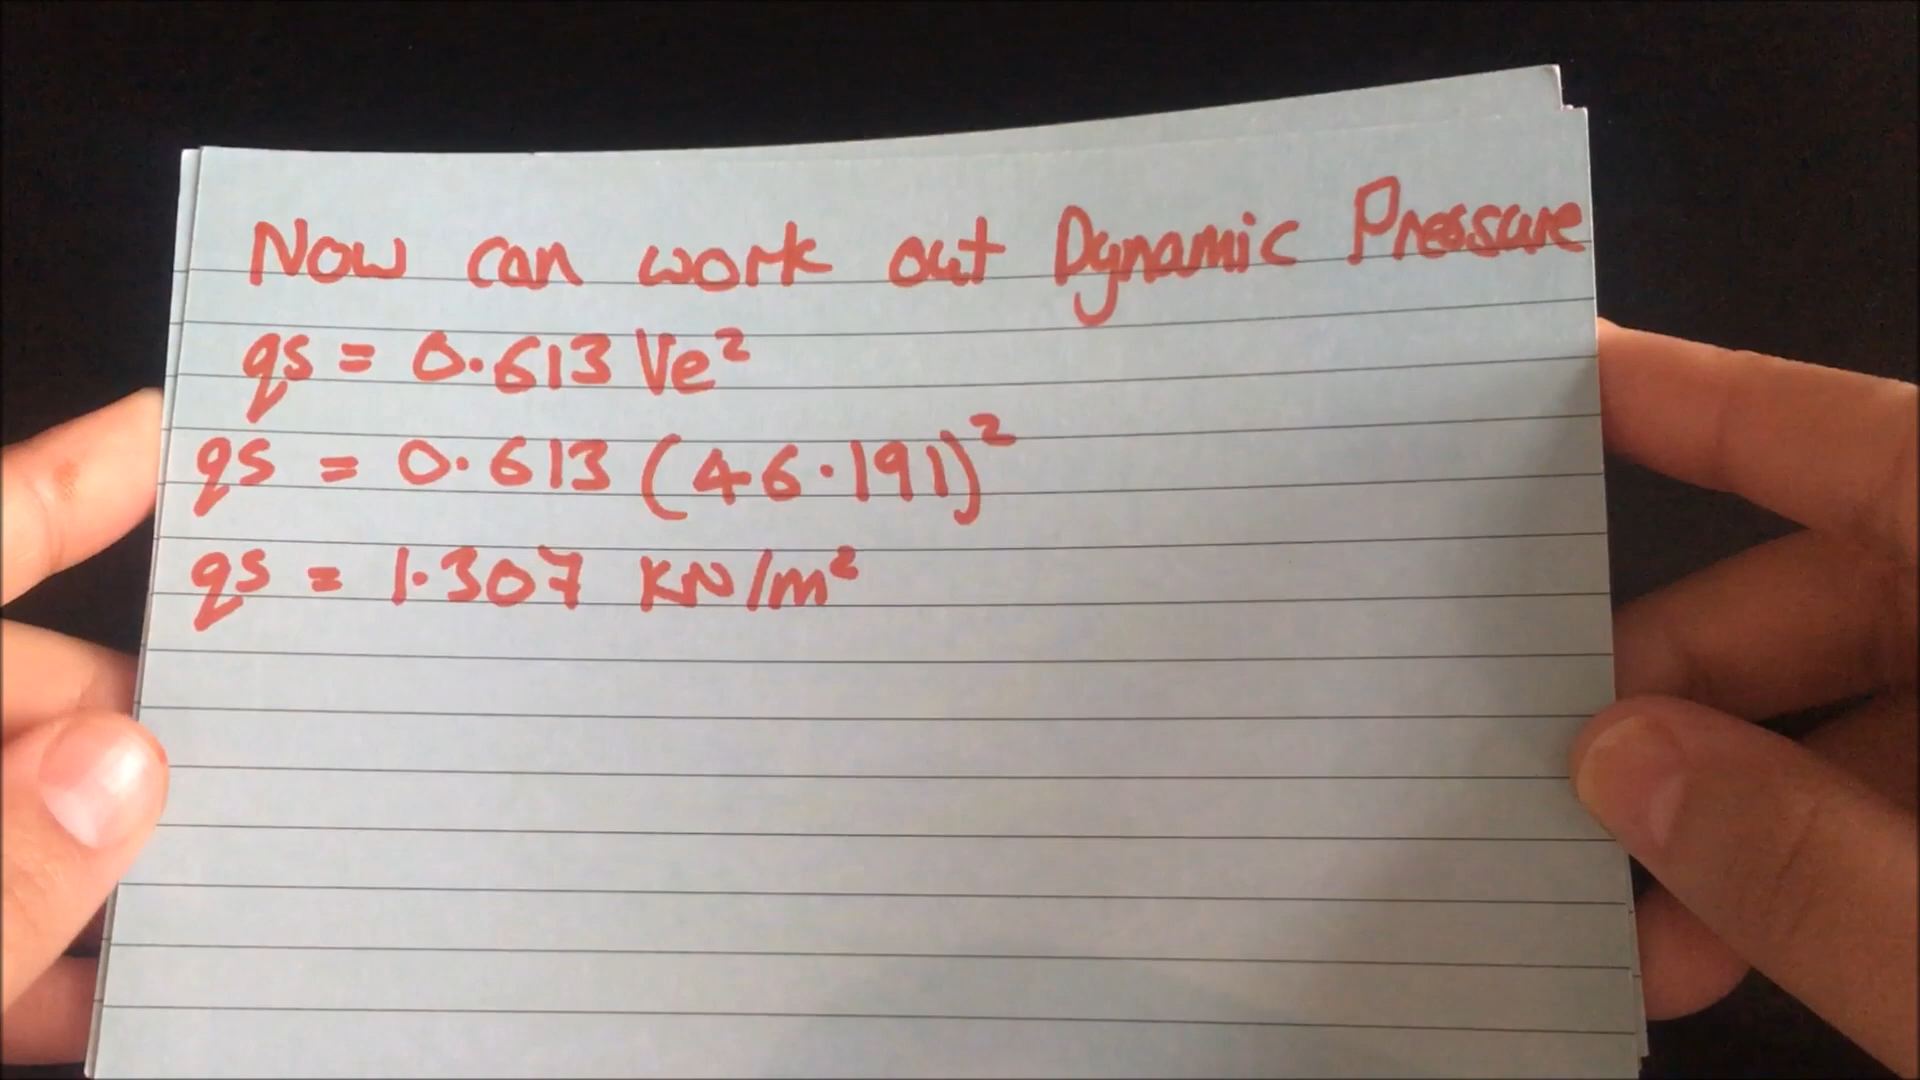 Now can work out Dynamic Pressure
qs = 0.613 Ve²
qs = 0.613 (46.191)²
qs = 1.307 KN/m²